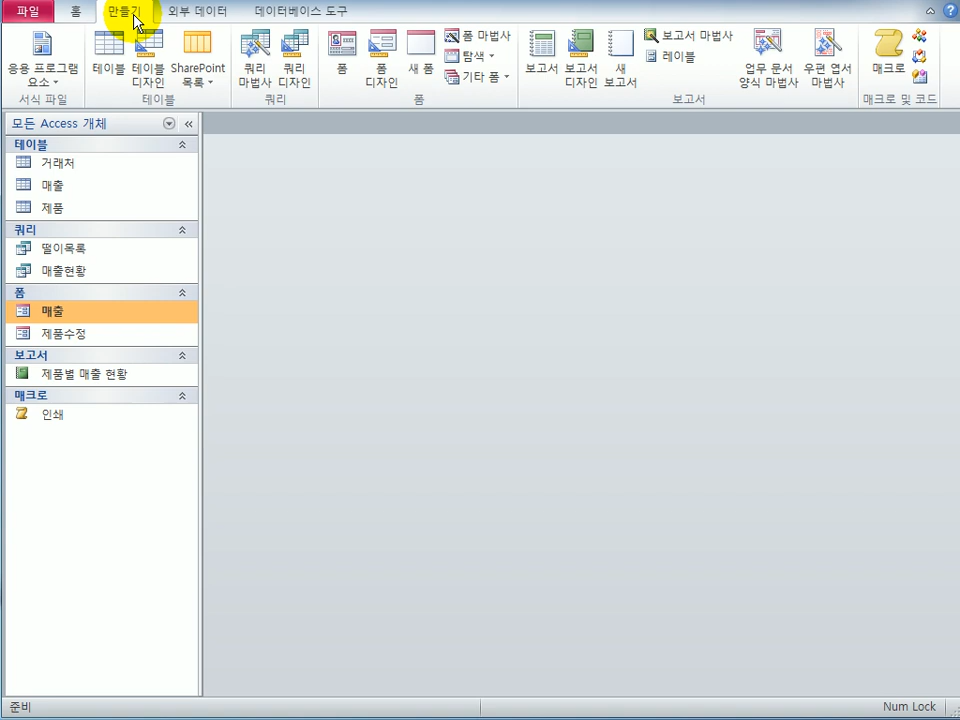 파일 홈 만들기 외부 데이터 데이터베이스 도구
응용 프로그램 요소
서식 파일
테이블
테이블 디자인
SharePoint 목록
테이블
쿼리 마법사
쿼리 디자인
쿼리
폼
폼 디자인
새 폼
폼 마법사
탐색
기타 폼
폼
보고서
보고서 디자인
새 보고서
보고서 마법사
레이블
업무 문서 양식 마법사
우편 엽서 마법사
보고서
매크로
매크로 및 코드
모든 Access 개체
테이블
거래처
매출
제품
쿼리
떨이목록
매출현황
폼
매출
제품수정
보고서
제품별 매출 현황
매크로
인쇄
준비
Num Lock